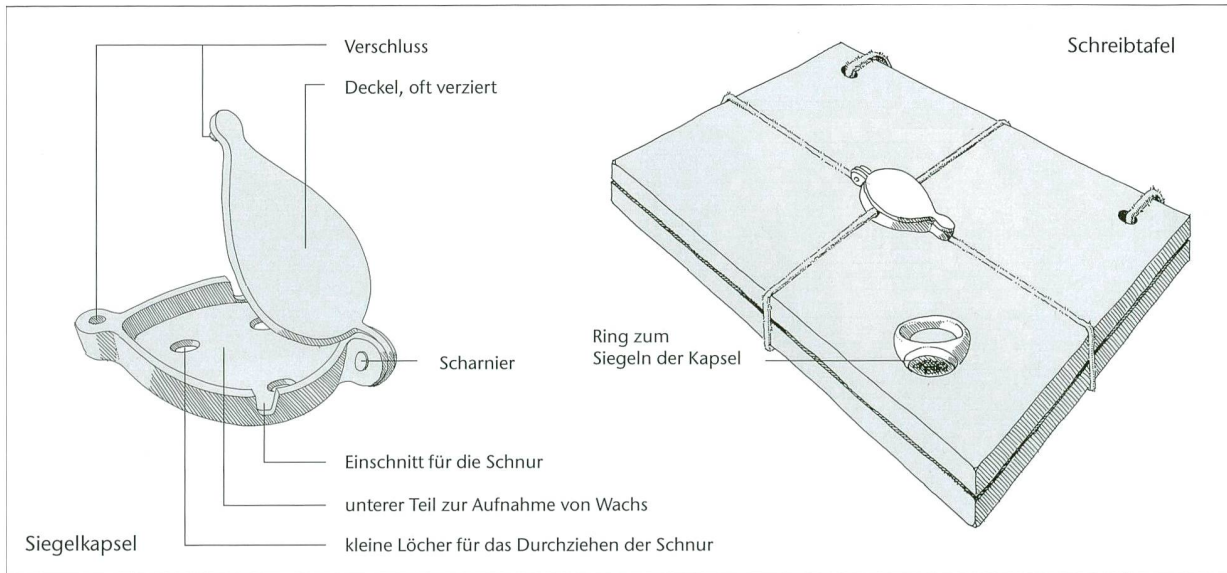 Verschluss
Deckel, oft verziert
Scharnier
Einschnitt für die Schnur
unterer Teil zur Aufnahme von Wachs
kleine Löcher für das Durchziehen der Schnur
Siegelkapsel
Schreibtafel
Ring zum
Siegeln der Kapsel